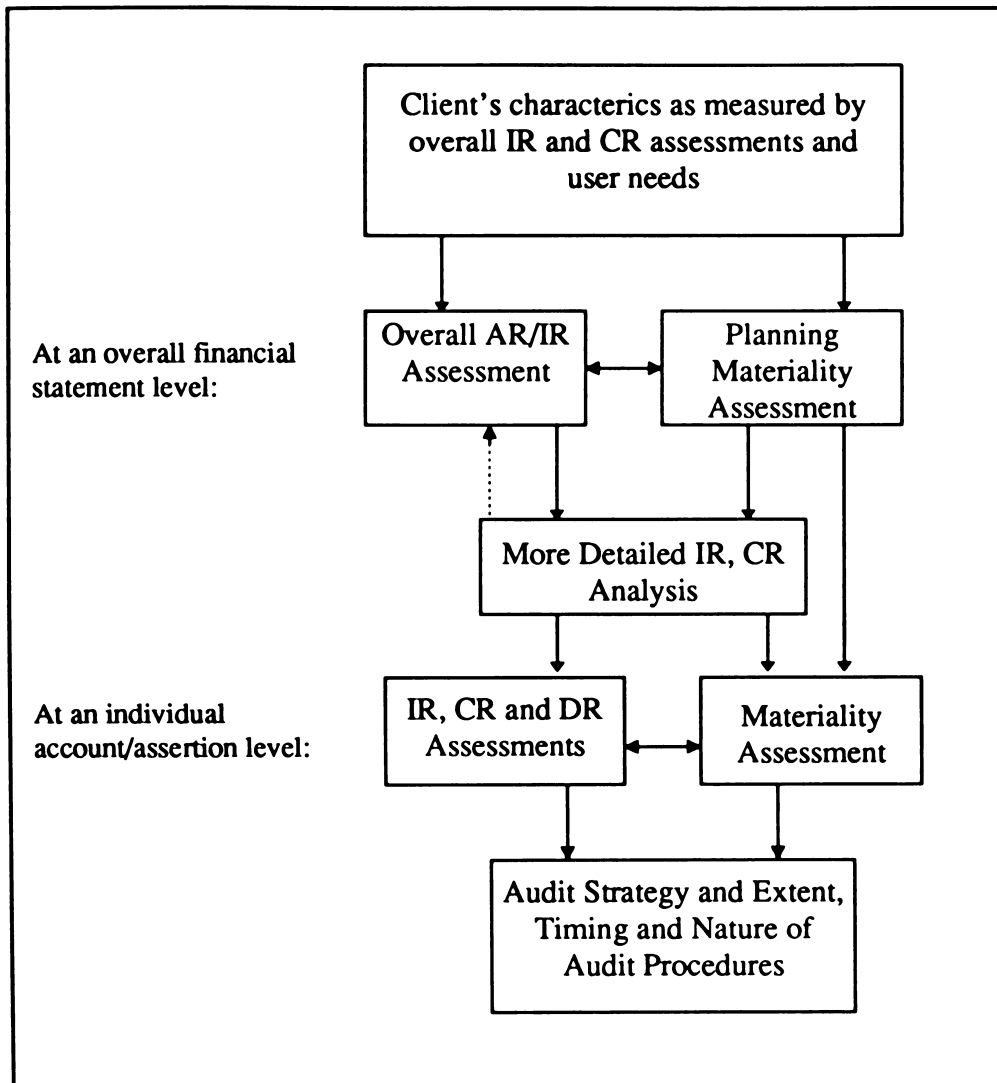 Client's characterics as measured by
overall IR and CR assessments and
user needs
At an overall financial
statement level:
Overall AR/IR
Assessment
Planning
Materiality
Assessment
More Detailed IR, CR
Analysis
At an individual
account/assertion level:
IR, CR and DR
Assessments
Materiality
Assessment
Audit Strategy and Extent,
Timing and Nature of
Audit Procedures